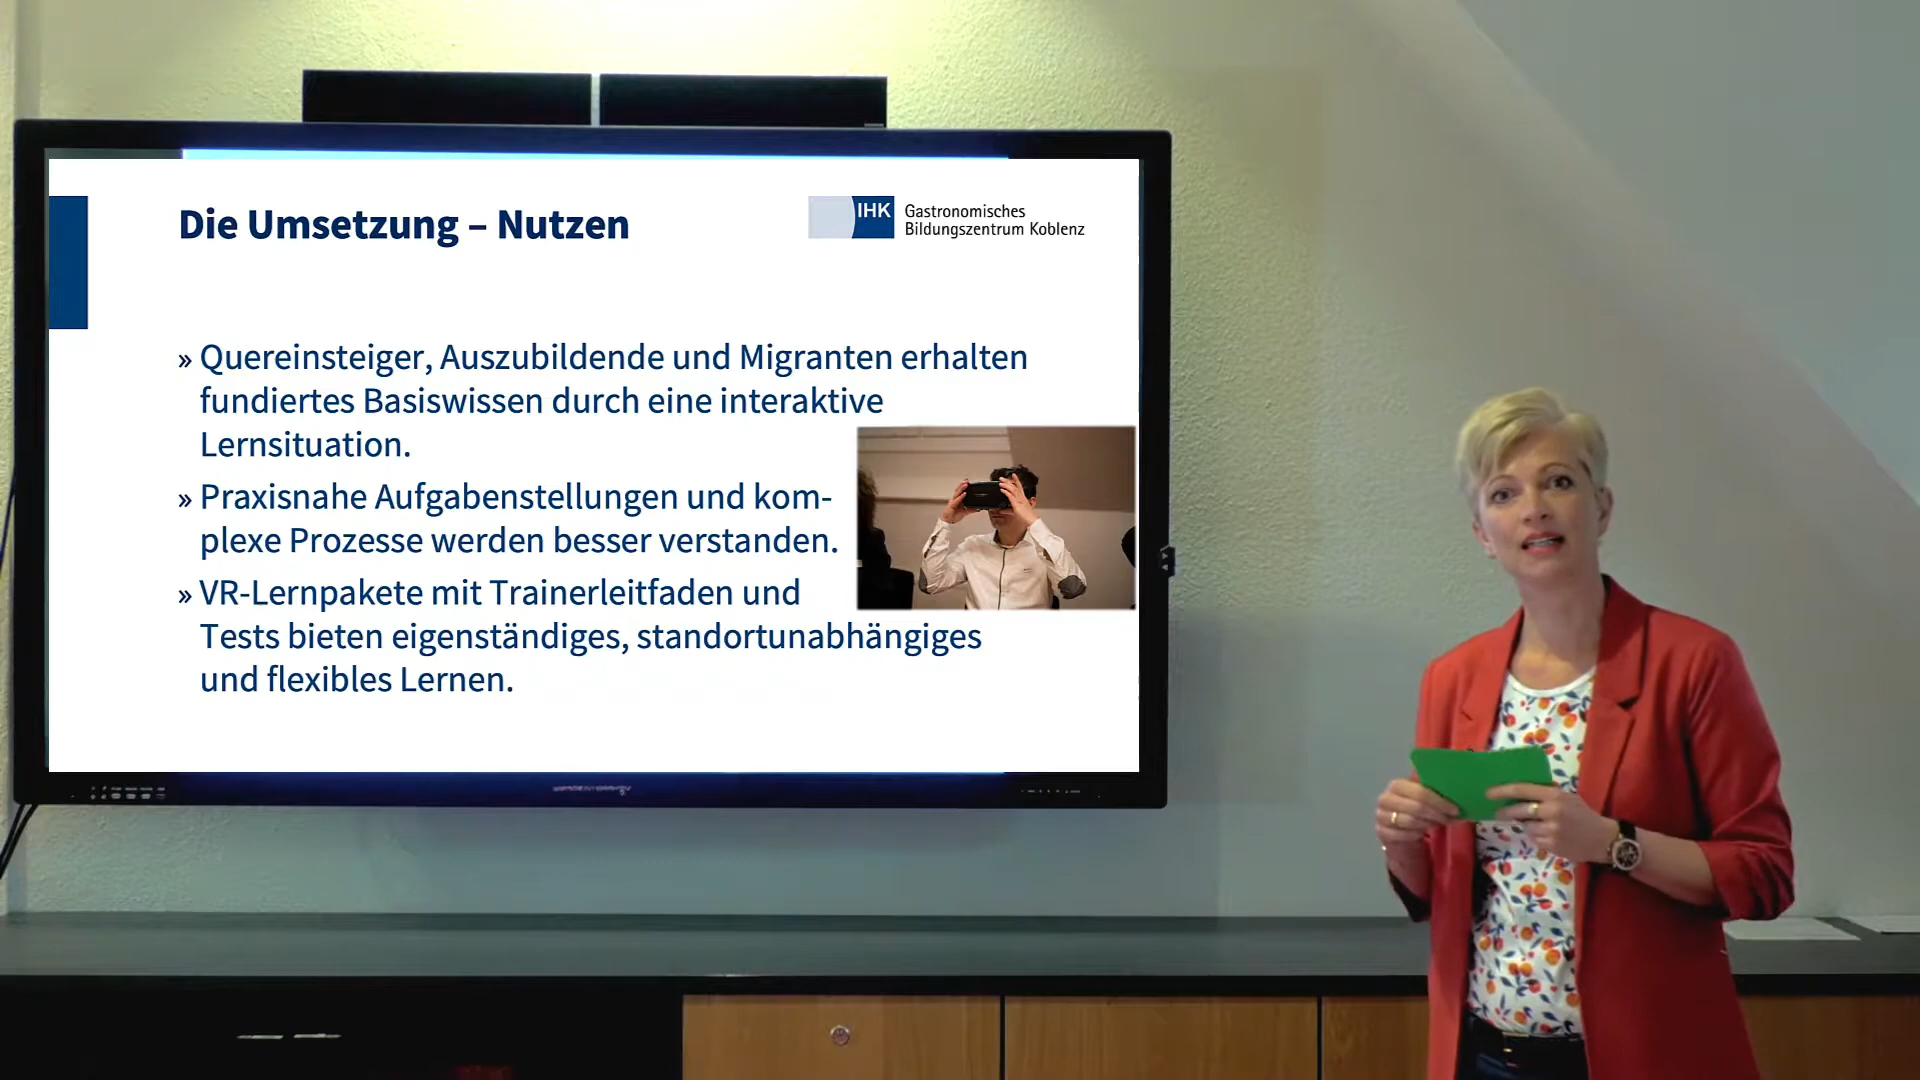 Die Umsetzung – Nutzen
IHK
Gastronomisches
Bildungszentrum Koblenz
» Quereinsteiger, Auszubildende und Migranten erhalten
fundiertes Basiswissen durch eine interaktive
Lernsituation.
» Praxisnahe Aufgabenstellungen und kom-
plexe Prozesse werden besser verstanden.
» VR-Lernpakete mit Trainerleitfaden und
Tests bieten eigenständiges, standortunabhängiges
und flexibles Lernen.